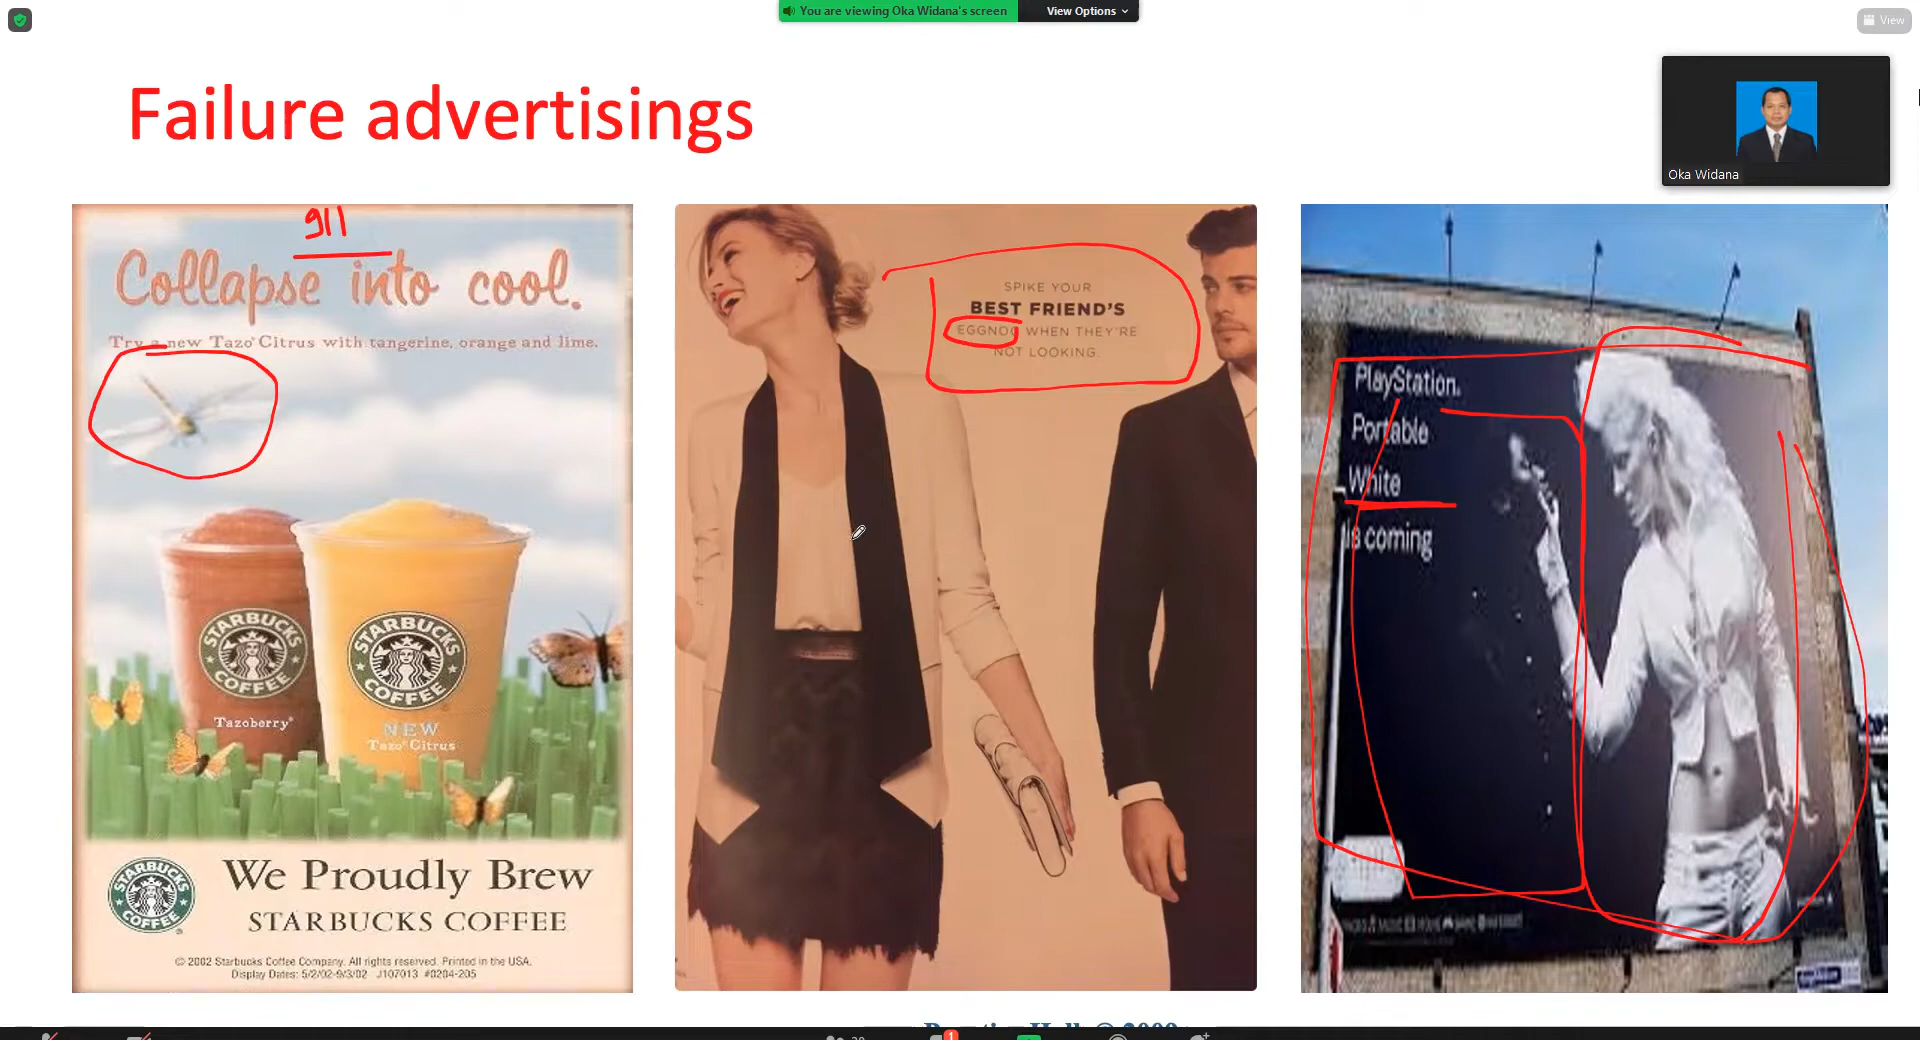 You are viewing Oka Widana's screen
View Options
View
Failure advertisings
Oka Widana
911
Collapse into cool.
Try a new Tazo Citrus with tangerine, orange and lime.
STARBUCKS
COFFEE
Tazoberry
STARBUCKS
COFFEE
NEW
Tazo Citrus
STARBUCKS
COFFEE
We Proudly Brew
STARBUCKS COFFEE
© 2002 Starbucks Coffee Company. All rights reserved. Printed in the USA.
Display Dates: 5/2/02-9/3/02 J107013 #0204-205
SPIKE YOUR
BEST FRIEND'S
EGGNOG WHEN THEY'RE
NOT LOOKING.
PlayStation.
Portable
White
is coming
1